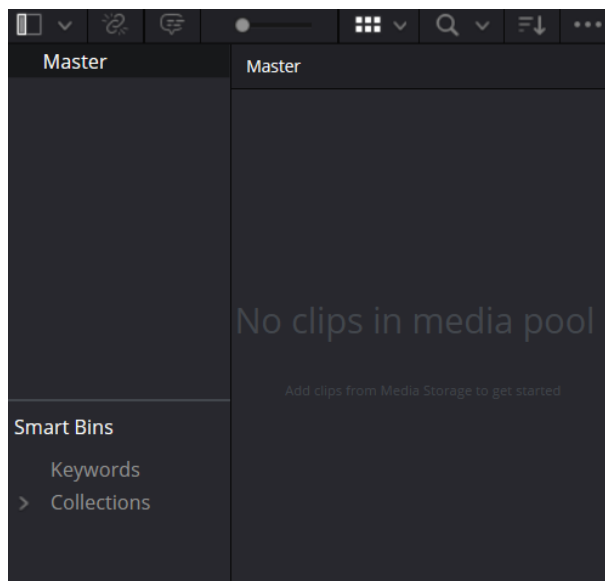 Master
Master
No clips in media pool
Add clips from Media Storage to get started
Smart Bins
Keywords
Collections